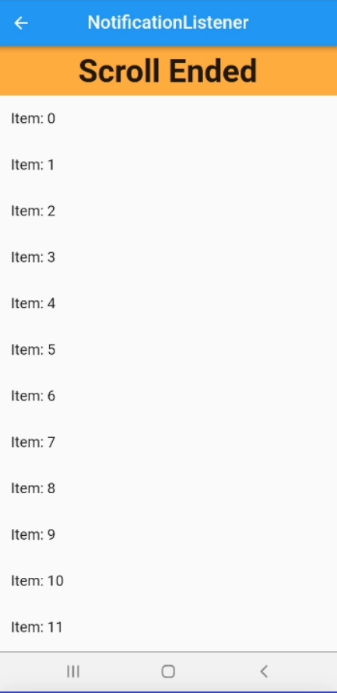 NotificationListener
Scroll Ended
Item: 0
Item: 1
Item: 2
Item: 3
Item: 4
Item: 5
Item: 6
Item: 7
Item: 8
Item: 9
Item: 10
Item: 11